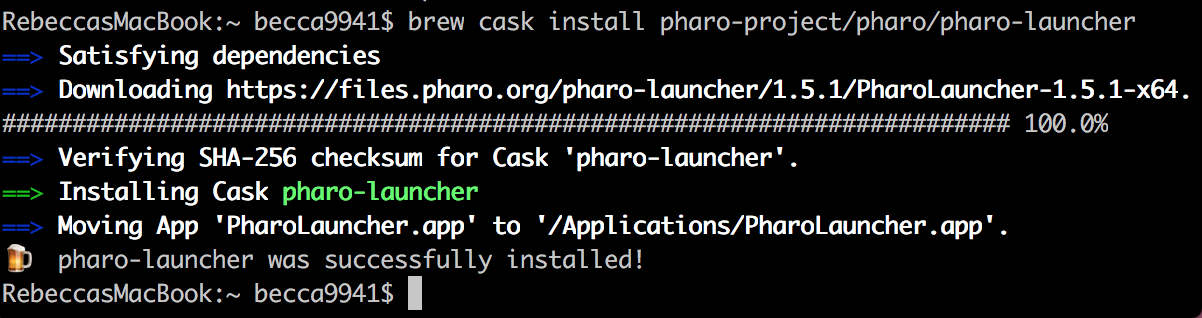 RebeccasMacBook:~ becca9941$ brew cask install pharo-project/pharo/pharo-launcher
==> Satisfying dependencies
==> Downloading https://files.pharo.org/pharo-launcher/1.5.1/PharoLauncher-1.5.1-x64.
######################################################################## 100.0%
==> Verifying SHA-256 checksum for Cask 'pharo-launcher'.
==> Installing Cask pharo-launcher
==> Moving App 'PharoLauncher.app' to '/Applications/PharoLauncher.app'.
🍺 pharo-launcher was successfully installed!
RebeccasMacBook:~ becca9941$